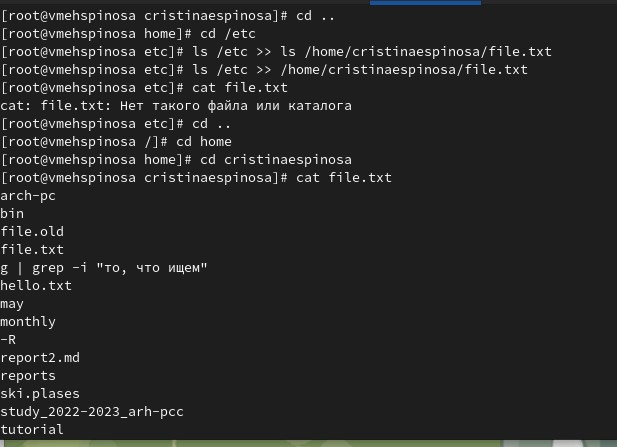 [root@vmehspinosa cristinaespinosa]# cd ..
[root@vmehspinosa home]# cd /etc
[root@vmehspinosa etc]# ls /etc >> ls /home/cristinaespinosa/file.txt
[root@vmehspinosa etc]# ls /etc >> /home/cristinaespinosa/file.txt
[root@vmehspinosa etc]# cat file.txt
cat: file.txt: Нет такого файла или каталога
[root@vmehspinosa etc]# cd ..
[root@vmehspinosa /]# cd home
[root@vmehspinosa home]# cd cristinaespinosa
[root@vmehspinosa cristinaespinosa]# cat file.txt
arch-pc
bin
file.old
file.txt
g | grep -i "то, что ищем"
hello.txt
may
monthly
-R
report2.md
reports
ski.plases
study_2022-2023_arh-pcc
tutorial